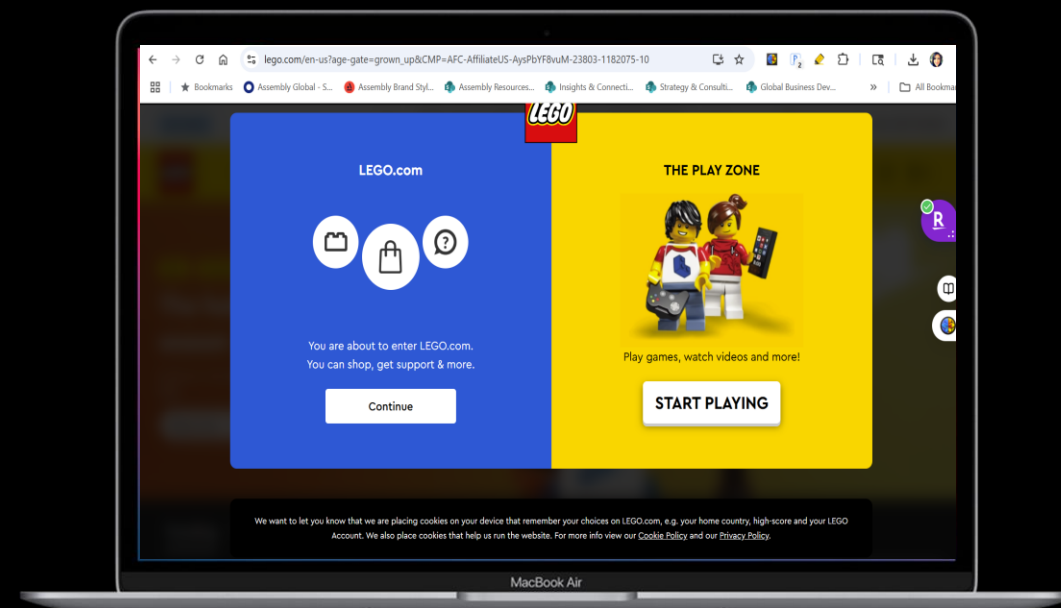 lego.com/en-us?age-gate=grown_up&CMP=AFC-AffiliateUS-AysPbYF8vuM-23803-1182075-10
Bookmarks Assembly Global - S... Assembly Brand Styl... Assembly Resources... Insights & Connecti... Strategy & Consulti... Global Business Dev... » All Bookma
LEGO
LEGO.com
THE PLAY ZONE
R
You are about to enter LEGO.com.
You can shop, get support & more.
Continue
Play games, watch videos and more!
START PLAYING
We want to let you know that we are placing cookies on your device that remember your choices on LEGO.com, e.g. your home country, high-score and your LEGO
Account. We also place cookies that help us run the website. For more info view our Cookie Policy and our Privacy Policy.
MacBook Air